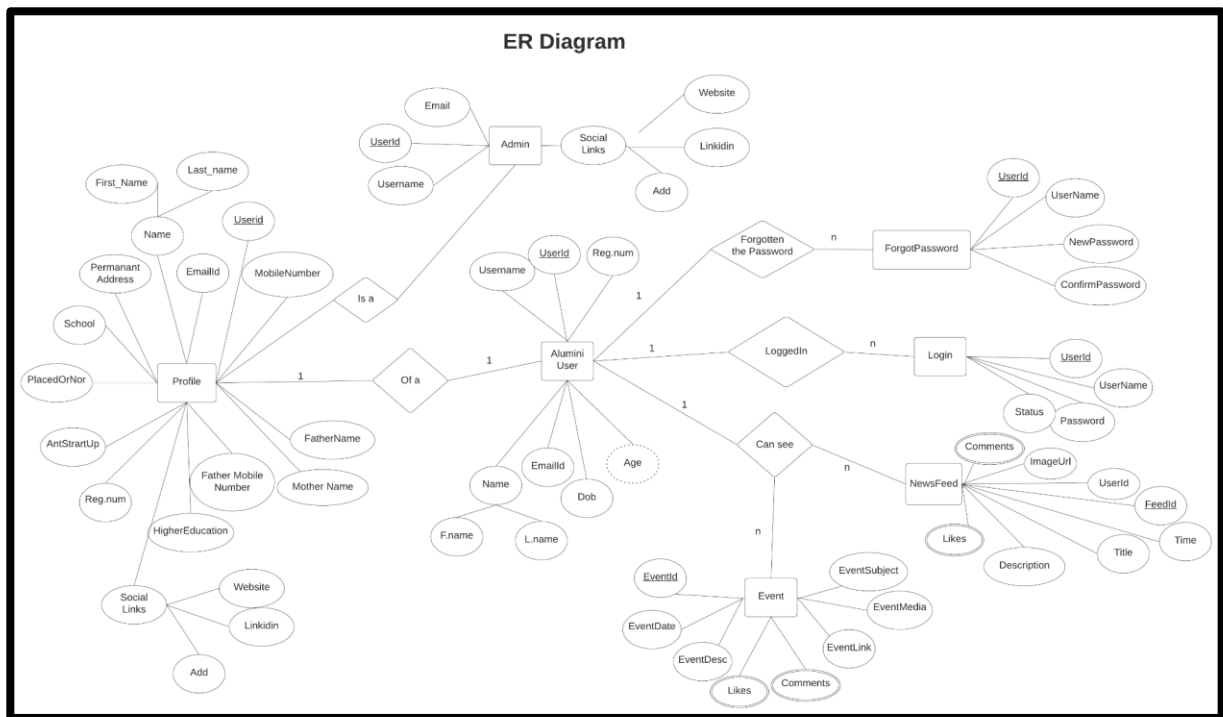 ER Diagram
Website
Email
Admin
Social
Links
UserId
Linkidin
Username
Add
Last_name
First_Name
Name
Userid
Permanant
Address
EmailId
MobileNumber
School
Is a
PlacedOrNor
Profile
1
Of a
1
AntStrartUp
FatherName
Reg.num
Father Mobile
Number
Mother Name
HigherEducation
Social
Links
Website
Linkidin
Add
UserId
Reg.num
Username
Alumini
User
Name
EmailId
Dob
Age
F.name
L.name
1
Forgotten
the Password
n
ForgotPassword
UserId
UserName
NewPassword
ConfirmPassword
1
LoggedIn
n
Login
UserId
UserName
Status
Password
1
Can see
n
NewsFeed
Comments
ImageUrl
UserId
FeedId
Time
Title
Description
Likes
n
Event
EventId
EventSubject
EventMedia
EventDate
EventLink
EventDesc
Likes
Comments